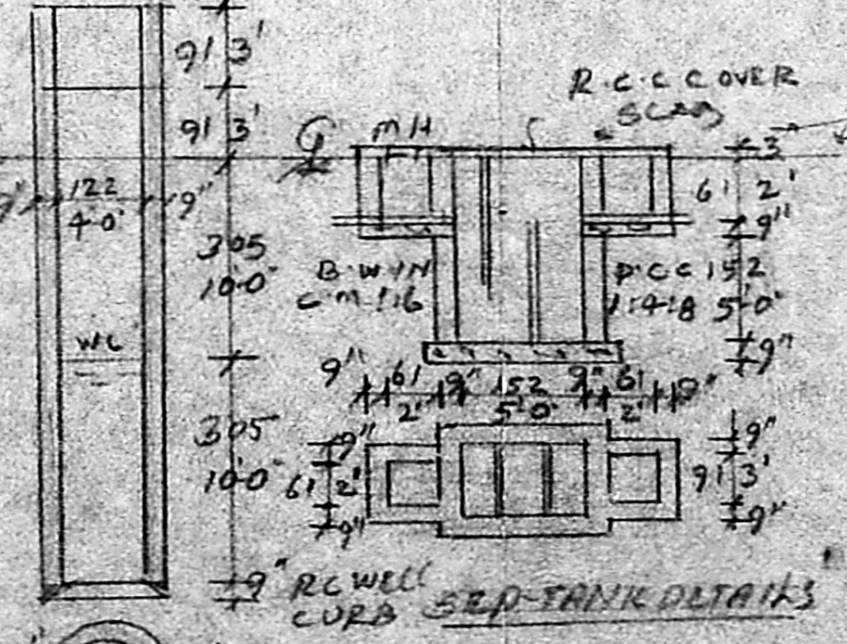 91 3'
91 3'
122
4-0'
9"
305
10-0"
WL
305
10-0"
9" RC WELL
CURB
R.C.C COVER
SLAB
G
MH
3"
61 2'
9"
B.W IN
C.M 1:6
P.C.C 152
1:4:8 5'-0"
9"
9" 61 9" 152 9" 61 9"
2' 5'-0" 2'
9"
61 2'
9"
9"
91 3'
9"
SEP-TANK DETAILS